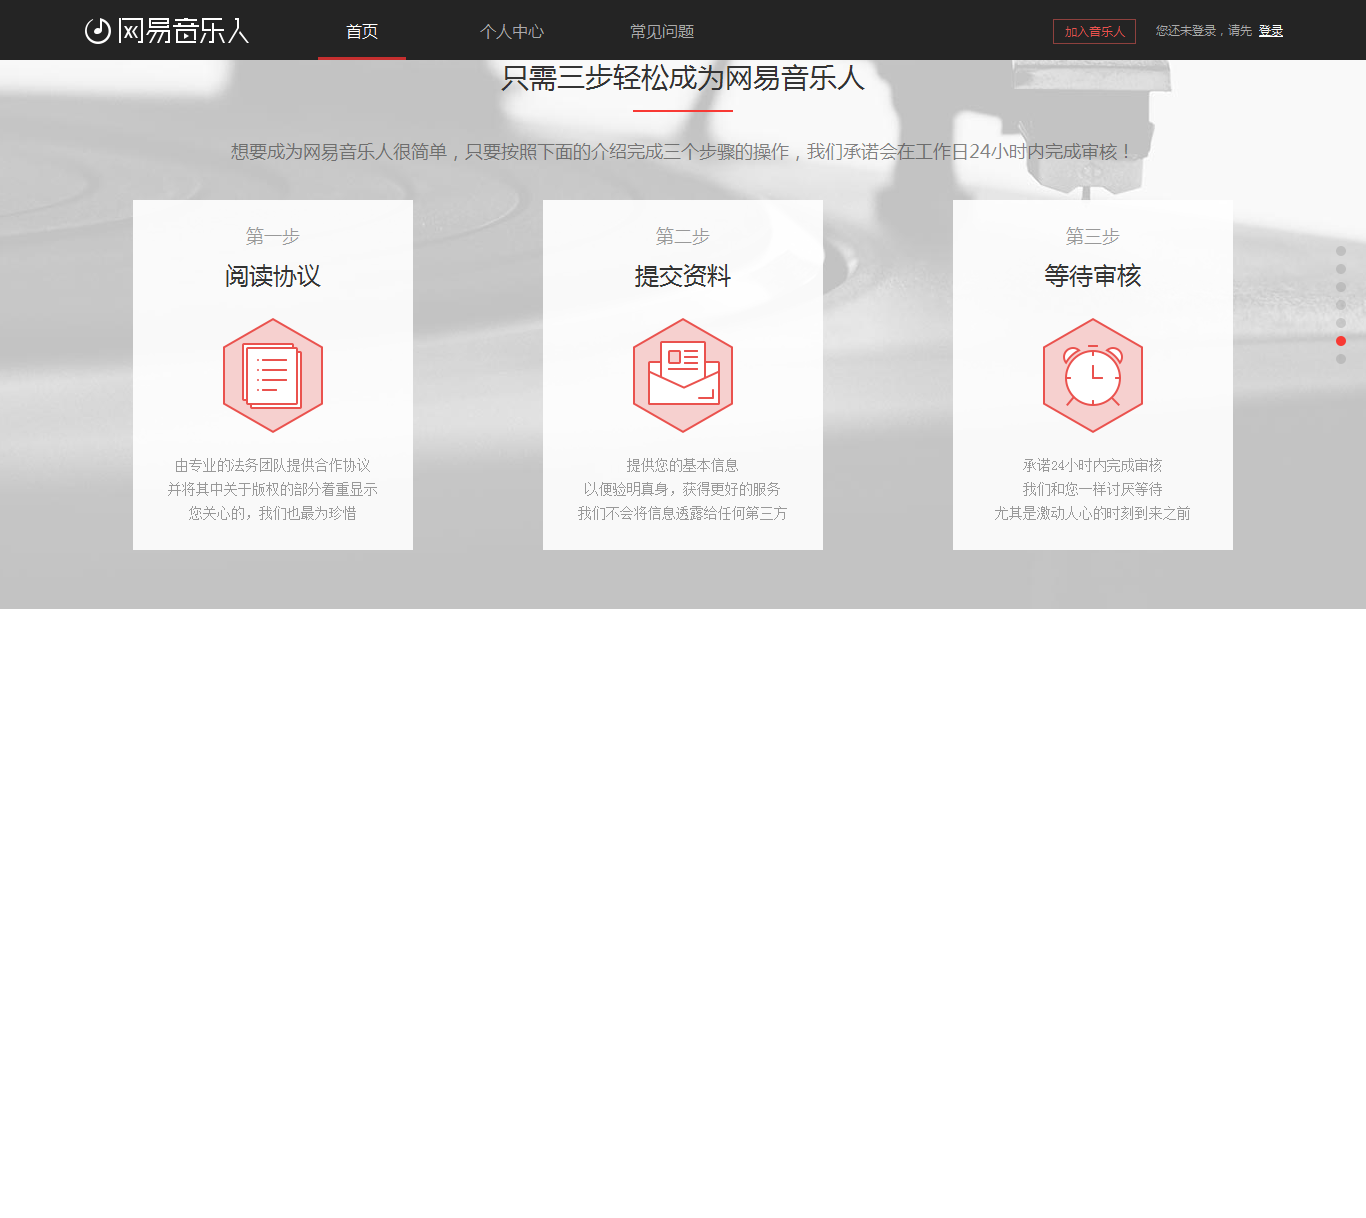 网易音乐人
首页
个人中心
常见问题
加入音乐人
您还未登录，请先 登录
只需三步轻松成为网易音乐人
想要成为网易音乐人很简单，只要按照下面的介绍完成三个步骤的操作，我们承诺会在工作日24小时内完成审核！
第一步
阅读协议
由专业的法务团队提供合作协议
并将其中关于版权的部分着重显示
您关心的，我们也最为珍惜
第二步
提交资料
提供您的基本信息
以便验明真身，获得更好的服务
我们不会将信息透露给任何第三方
第三步
等待审核
承诺24小时内完成审核
我们和您一样讨厌等待
尤其是激动人心的时刻到来之前